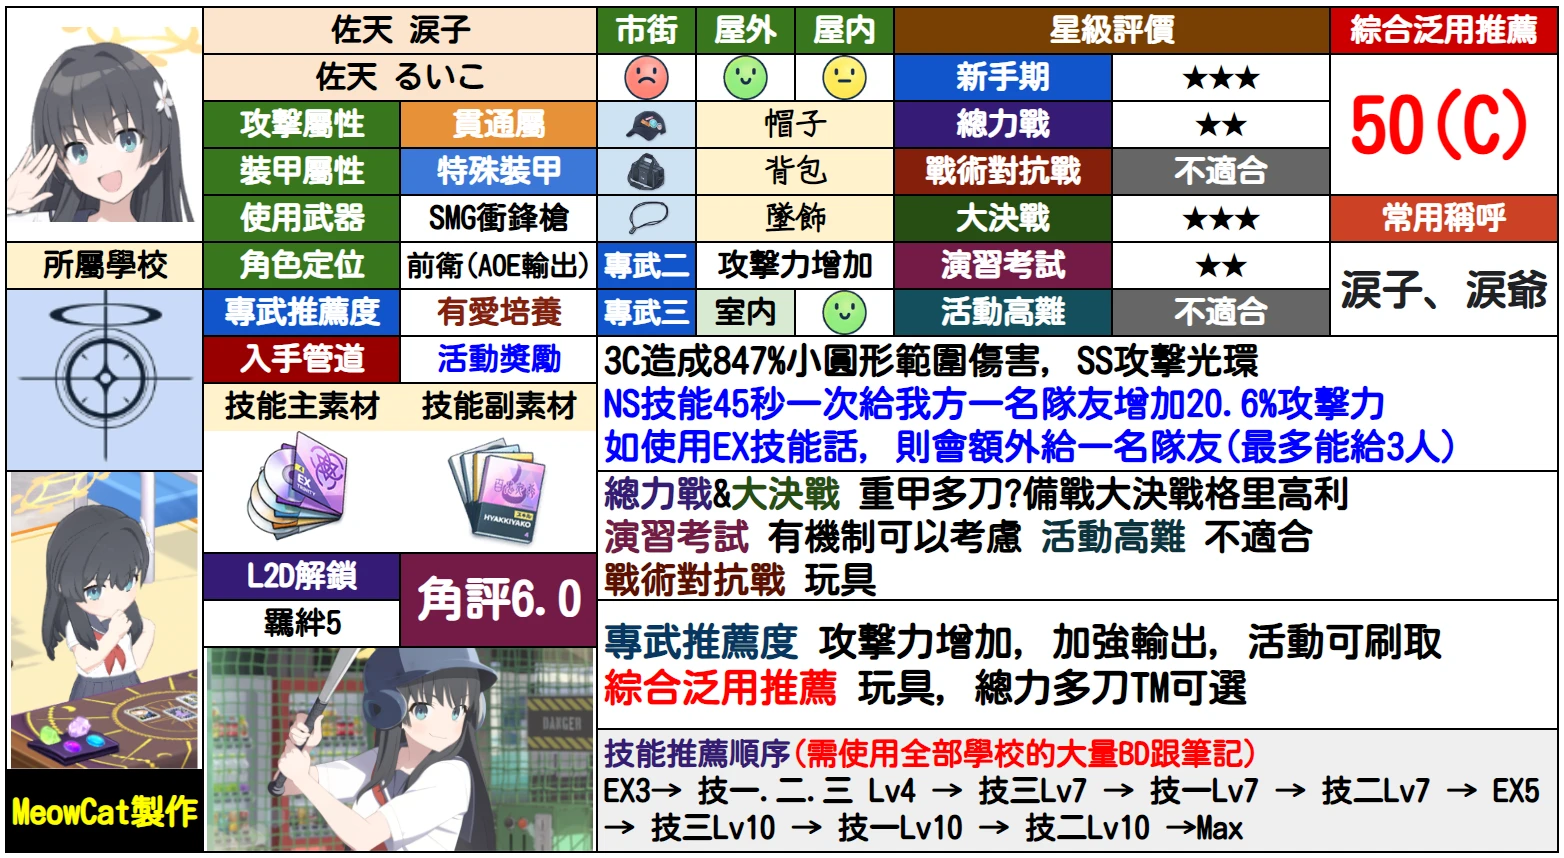 佐天 淚子
佐天 るいこ
市街
屋外
屋内
星級評價
綜合泛用推薦
新手期
★★★
50(C)
攻擊屬性
貫通屬
帽子
總力戰
★★
裝甲屬性
特殊裝甲
背包
戰術對抗戰
不適合
使用武器
SMG衝鋒槍
墜飾
大決戰
★★★
常用稱呼
所屬學校
角色定位
前衛(AOE輸出)
專武二
攻擊力增加
演習考試
★★
淚子、淚爺
專武推薦度
有愛培養
專武三
室內
活動高難
不適合
入手管道
活動獎勵
3C造成847%小圓形範圍傷害, SS攻擊光環
NS技能45秒一次給我方一名隊友增加20.6%攻擊力
如使用EX技能話, 則會額外給一名隊友(最多能給3人)
技能主素材
技能副素材
EX
TRINITY
HYAKKIYAKO
總力戰&大決戰 重甲多刀?備戰大決戰格里高利
演習考試 有機制可以考慮 活動高難 不適合
戰術對抗戰 玩具
L2D解鎖
羈絆5
角評6.0
專武推薦度 攻擊力增加, 加強輸出, 活動可刷取
綜合泛用推薦 玩具, 總力多刀TM可選
DANGER
技能推薦順序(需使用全部學校的大量BD跟筆記)
EX3→ 技一.二.三 Lv4 → 技三Lv7 → 技一Lv7 → 技二Lv7 → EX5
→ 技三Lv10 → 技一Lv10 → 技二Lv10 →Max
MeowCat製作